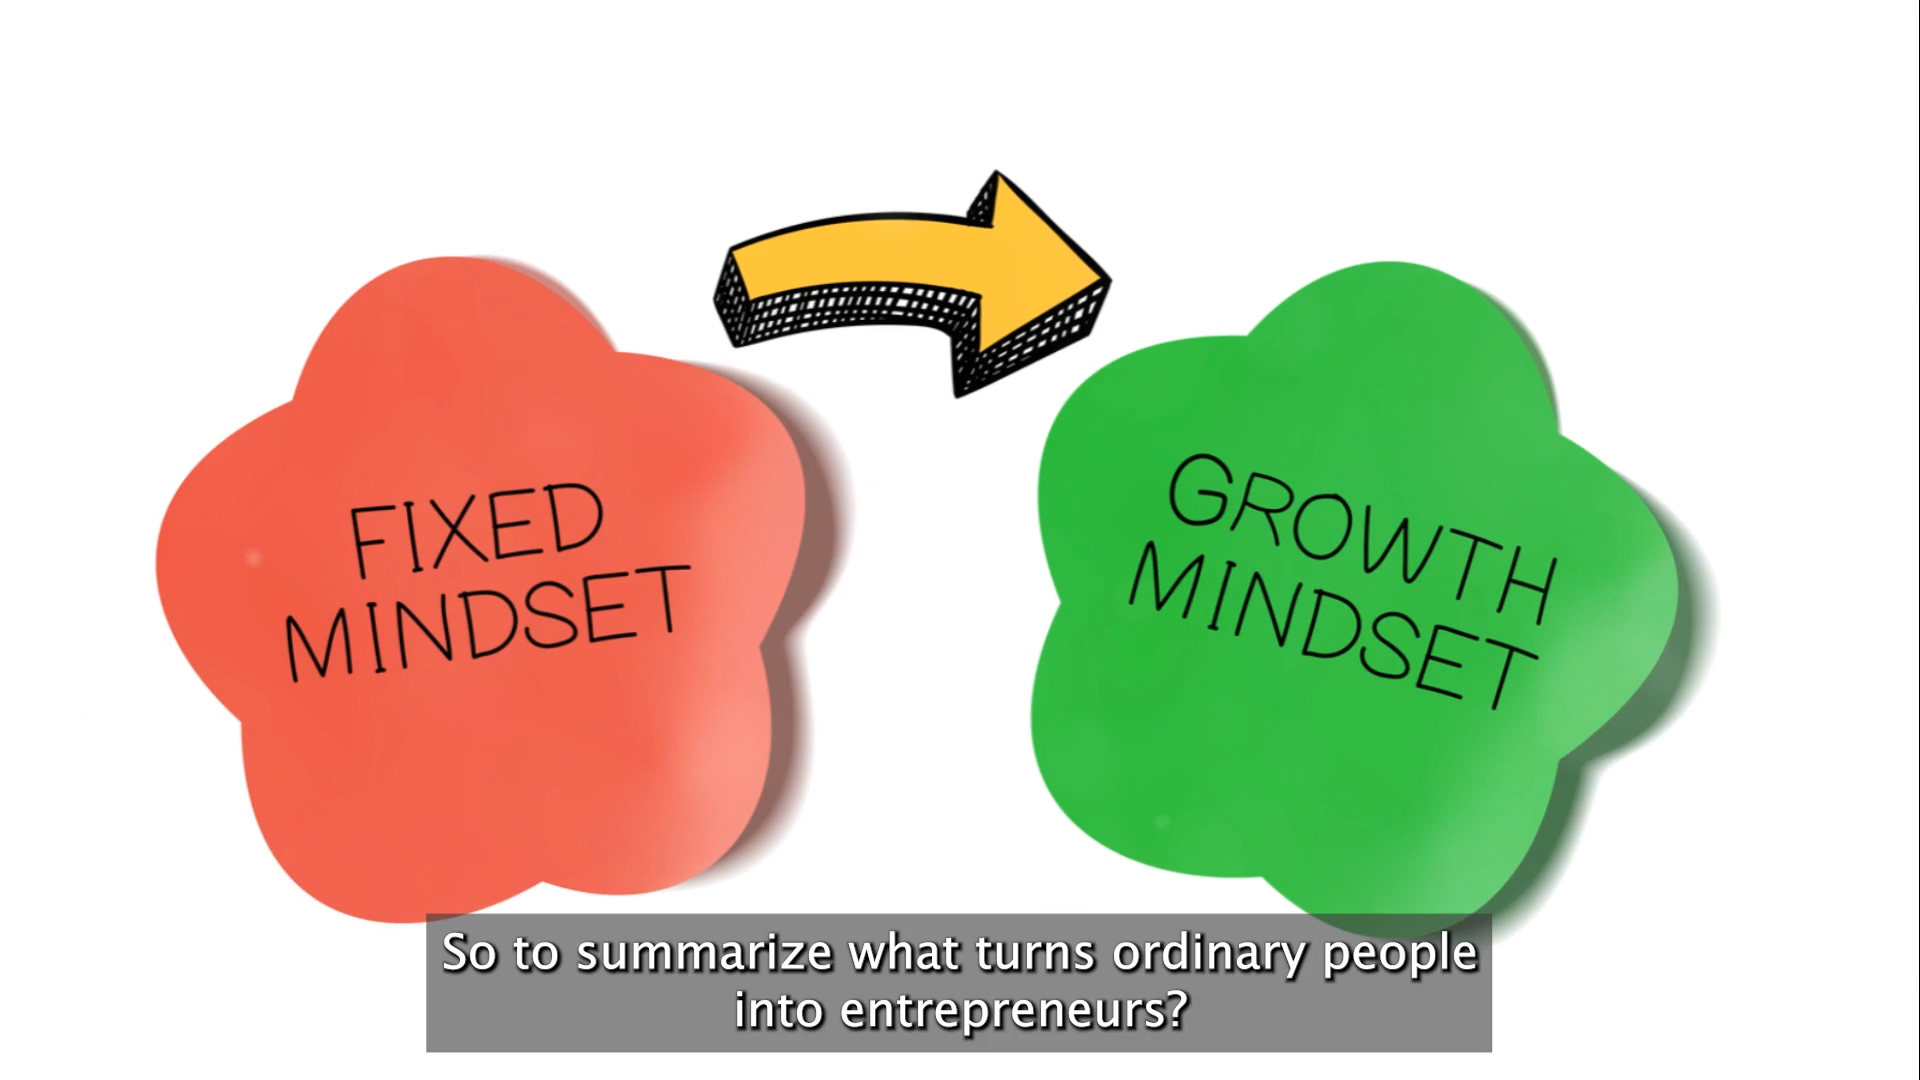 FIXED
MINDSET
GROWTH
MINDSET
So to summarize what turns ordinary people
into entrepreneurs?